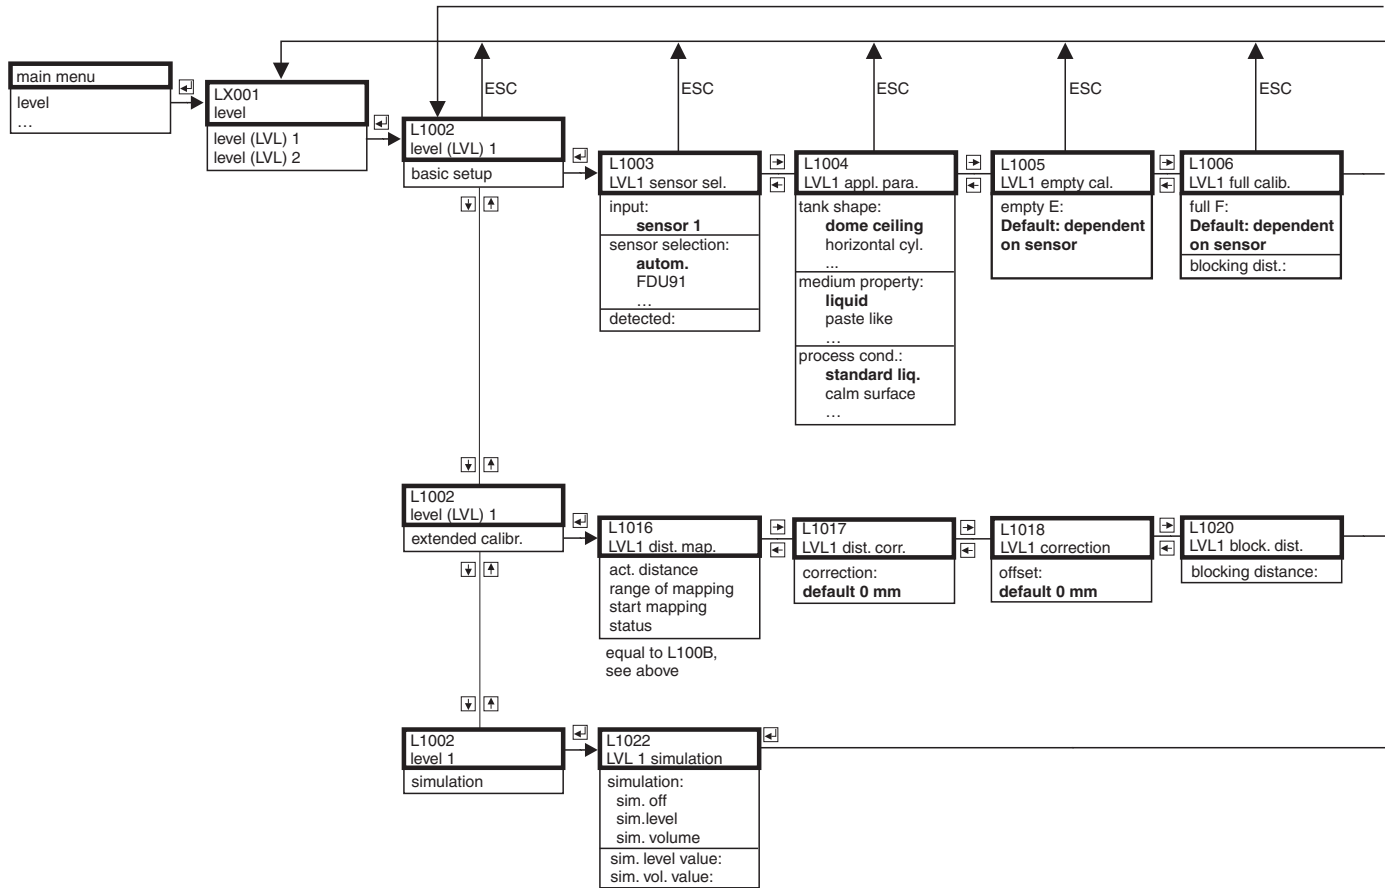 main menu
level
...
LX001
level
level (LVL) 1
level (LVL) 2
ESC
ESC
ESC
ESC
ESC
L1002
level (LVL) 1
basic setup
L1003
LVL1 sensor sel.
input:
sensor 1
sensor selection:
autom.
FDU91
...
detected:
L1004
LVL1 appl. para.
tank shape:
dome ceiling
horizontal cyl.
...
medium property:
liquid
paste like
...
process cond.:
standard liq.
calm surface
...
L1005
LVL1 empty cal.
empty E:
Default: dependent
on sensor
L1006
LVL1 full calib.
full F:
Default: dependent
on sensor
blocking dist.:
L1002
level (LVL) 1
extended calibr.
L1016
LVL1 dist. map.
act. distance
range of mapping
start mapping
status
equal to L100B,
see above
L1017
LVL1 dist. corr.
correction:
default 0 mm
L1018
LVL1 correction
offset:
default 0 mm
L1020
LVL1 block. dist.
blocking distance:
L1002
level 1
simulation
L1022
LVL 1 simulation
simulation:
sim. off
sim.level
sim. volume
sim. level value:
sim. vol. value: